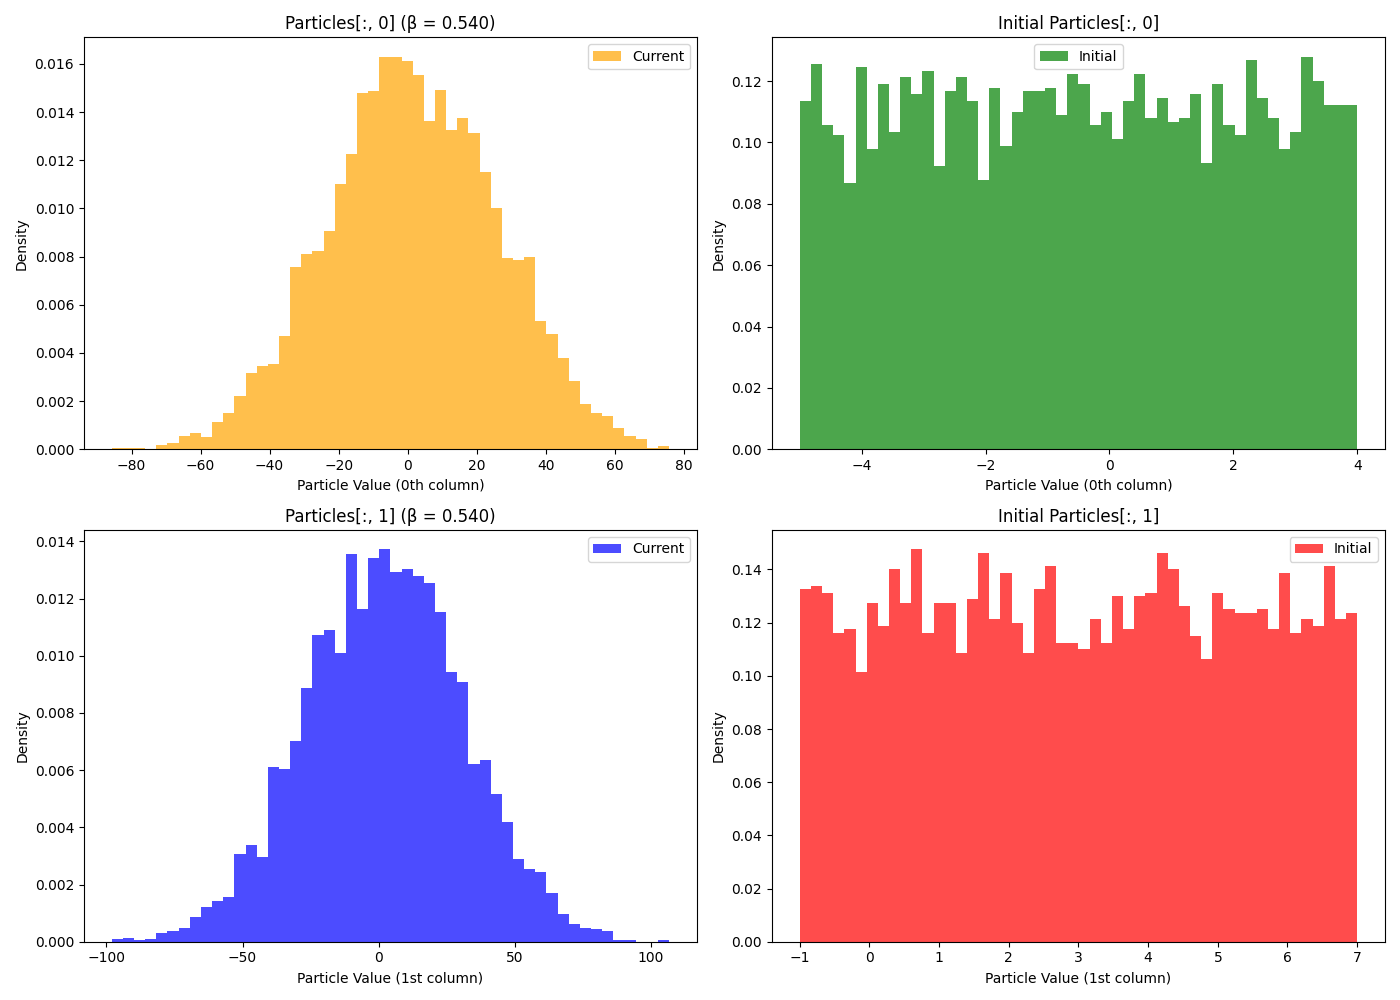 Particles[:, 0] (β = 0.540)
Current
Density
0.016
0.014
0.012
0.010
0.008
0.006
0.004
0.002
0.000
−80 −60 −40 −20 0 20 40 60 80
Particle Value (0th column)
Initial Particles[:, 0]
Initial
Density
0.12
0.10
0.08
0.06
0.04
0.02
0.00
−4 −2 0 2 4
Particle Value (0th column)
Particles[:, 1] (β = 0.540)
Current
Density
0.014
0.012
0.010
0.008
0.006
0.004
0.002
0.000
−100 −50 0 50 100
Particle Value (1st column)
Initial Particles[:, 1]
Initial
Density
0.14
0.12
0.10
0.08
0.06
0.04
0.02
0.00
−1 0 1 2 3 4 5 6 7
Particle Value (1st column)